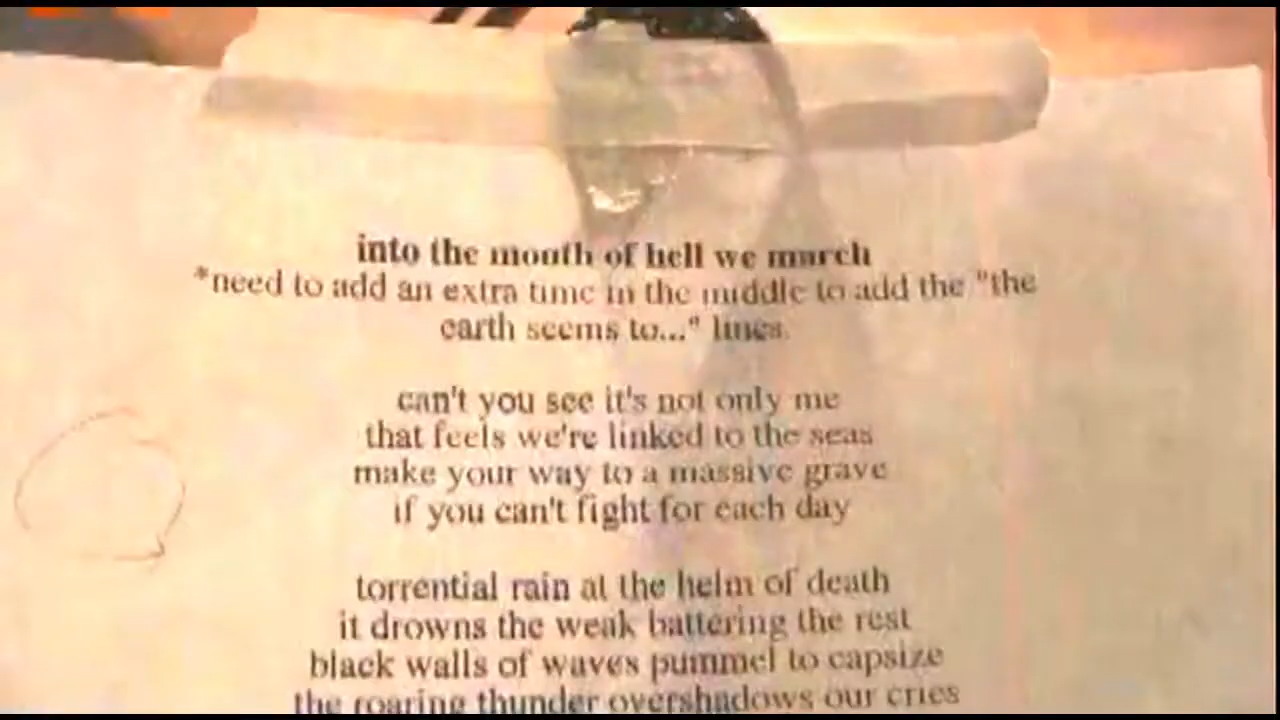 into the mouth of hell we march
*need to add an extra time in the middle to add the "the
earth seems to..." lines.
can't you see it's not only me
that feels we're linked to the seas
make your way to a massive grave
if you can't fight for each day
torrential rain at the helm of death
it drowns the weak battering the rest
black walls of waves pummel to capsize
the roaring thunder overshadows our cries